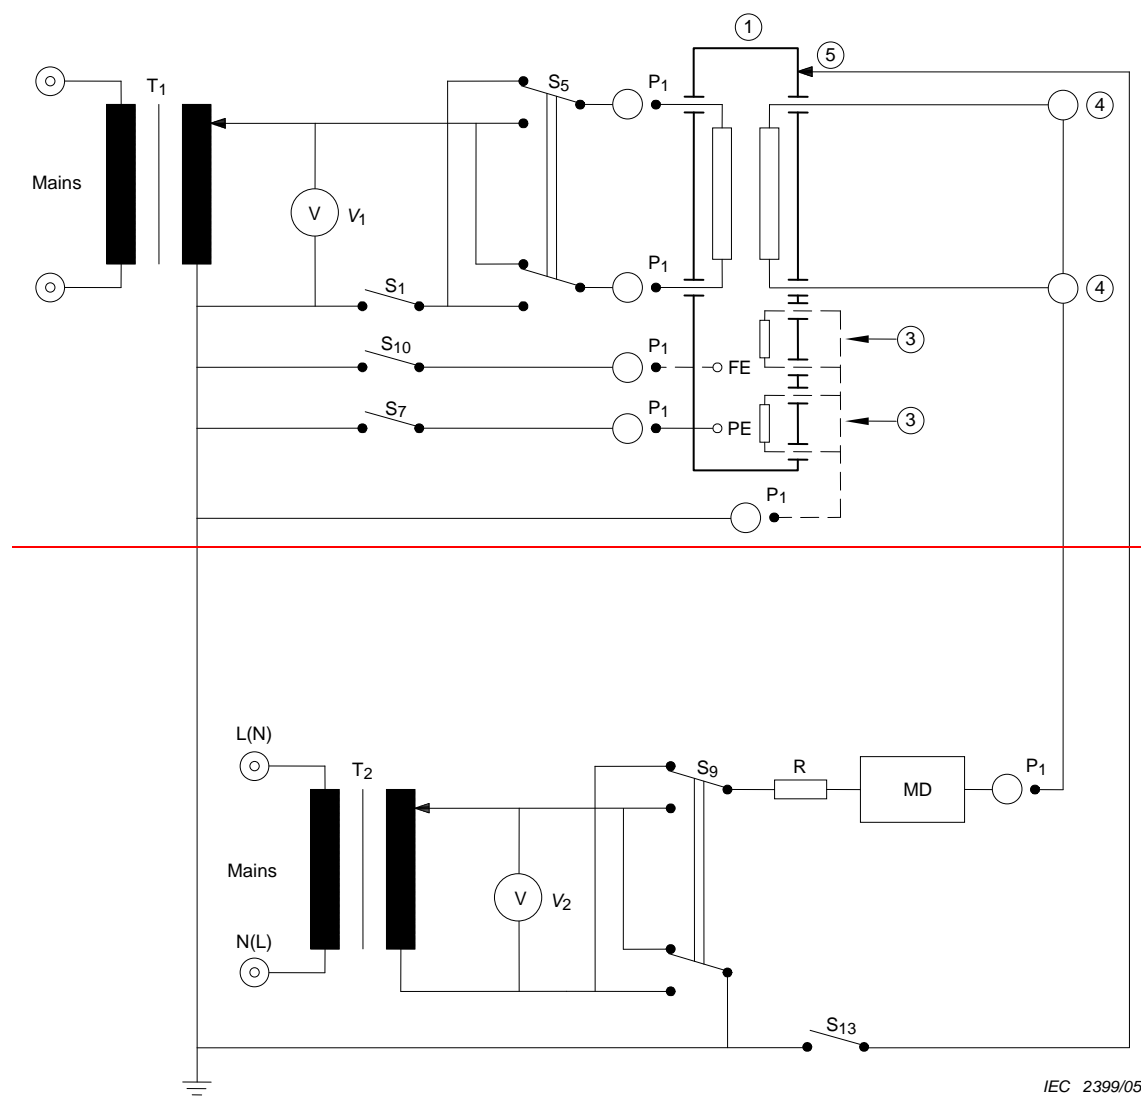 1
5
T1
S5
P1
4
Mains
V
V1
P1
S1
4
S10
P1
3
FE
S7
P1
3
PE
P1
L(N)
T2
S9
R
MD
P1
Mains
V
V2
N(L)
S13
IEC 2399/05